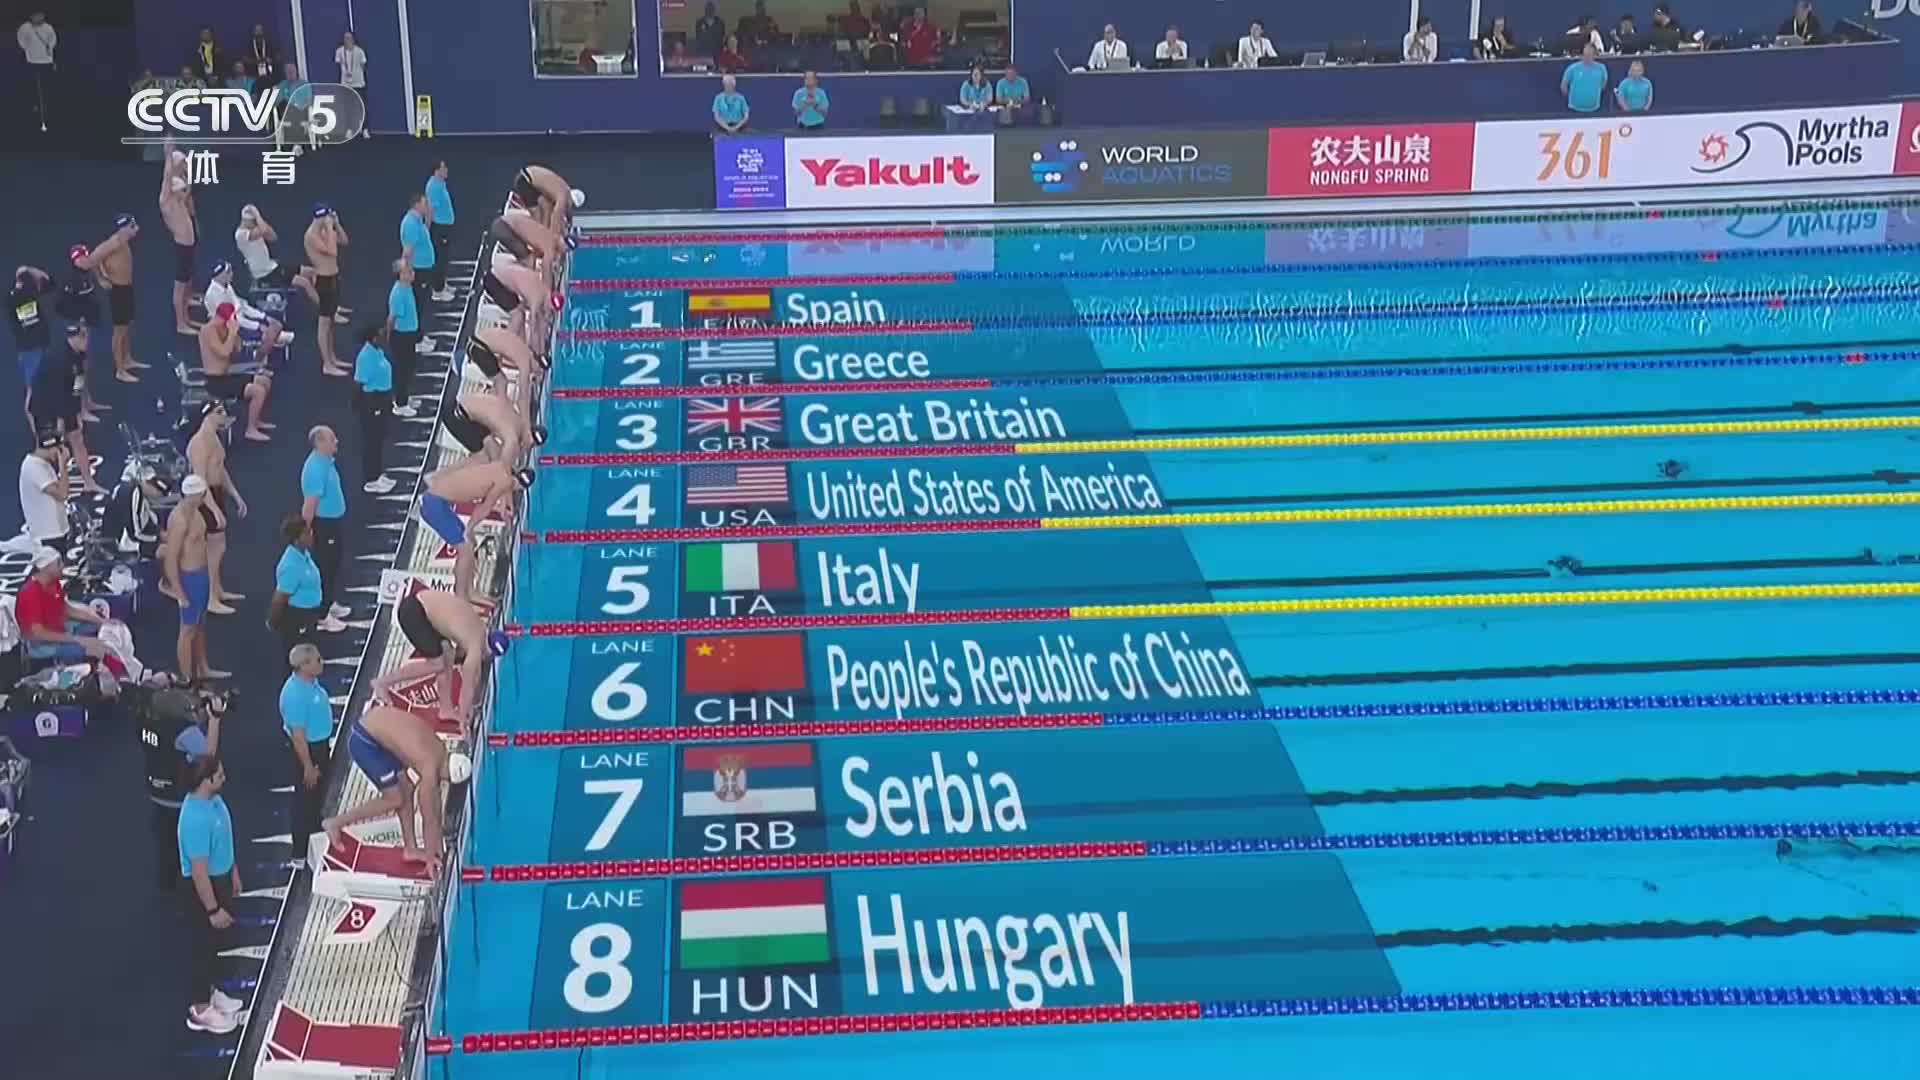 CCTV 5
体育
Yakult
WORLD AQUATICS
农夫山泉
NONGFU SPRING
361°
Myrtha Pools
LANE 1 Spain
LANE 2 GRE Greece
LANE 3 GBR Great Britain
LANE 4 USA United States of America
LANE 5 ITA Italy
LANE 6 CHN People's Republic of China
LANE 7 SRB Serbia
LANE 8 HUN Hungary
8